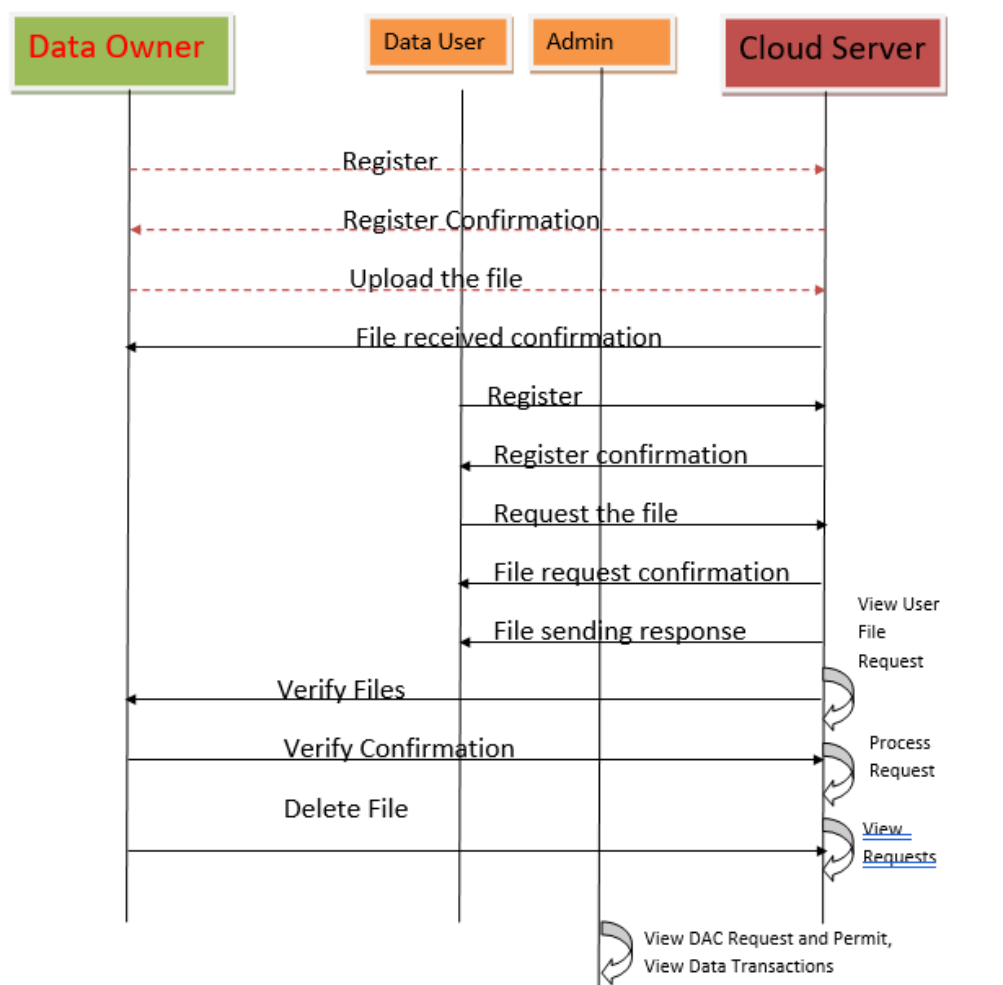 Data Owner
Data User
Admin
Cloud Server
Register
Register Confirmation
Upload the file
File received confirmation
Register
Register confirmation
Request the file
File request confirmation
View User
File
Request
File sending response
Verify Files
Verify Confirmation
Process
Request
Delete File
View
Requests
View DAC Request and Permit,
View Data Transactions